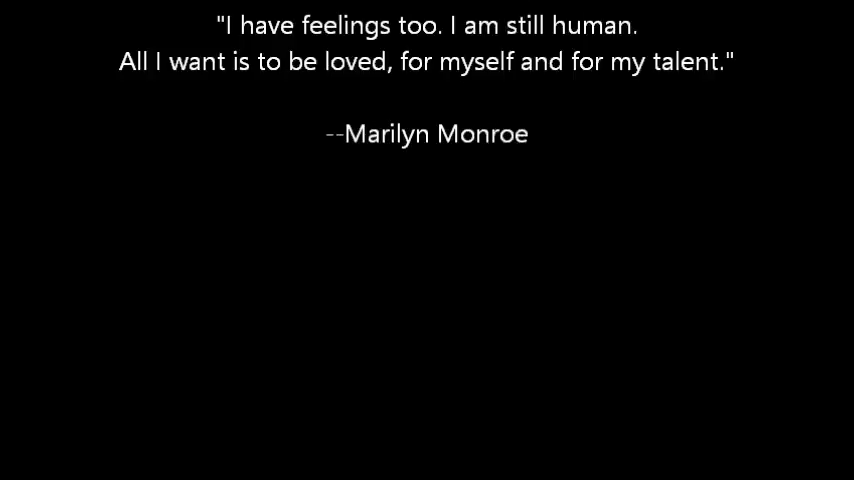 "I have feelings too. I am still human.
All I want is to be loved, for myself and for my talent."
--Marilyn Monroe